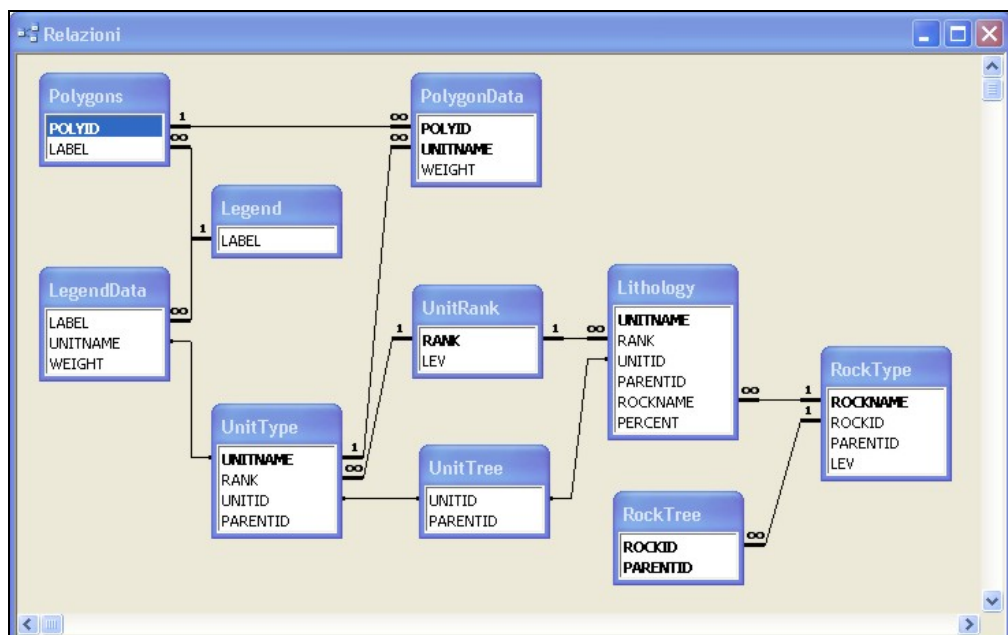 Relazioni
Polygons
POLYID
LABEL
1
∞
PolygonData
POLYID
UNITNAME
WEIGHT
∞
∞
Legend
LABEL
1
LegendData
LABEL
UNITNAME
WEIGHT
∞
UnitRank
RANK
LEV
1
1
Lithology
UNITNAME
RANK
UNITID
PARENTID
ROCKNAME
PERCENT
∞
∞
RockType
ROCKNAME
ROCKID
PARENTID
LEV
1
1
UnitType
UNITNAME
RANK
UNITID
PARENTID
1
∞
UnitTree
UNITID
PARENTID
RockTree
ROCKID
PARENTID
∞